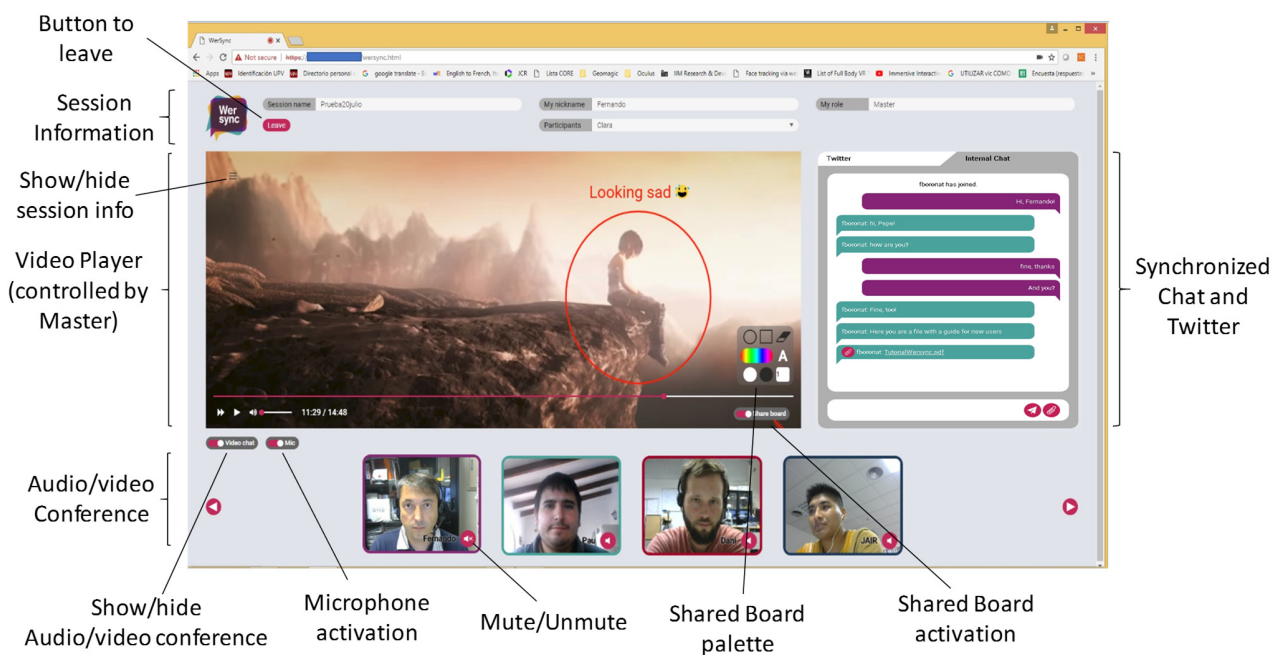 Button to
leave
Session
Information
Show/hide
session info
Video Player
(controlled by
Master)
Audio/video
Conference
Show/hide
Audio/video conference
Microphone
activation
Mute/Unmute
Shared Board
palette
Shared Board
activation
Synchronized
Chat and
Twitter
WerSync
Not secure | https:// wersync.html
Apps Identificación UPV Directorio personal google translate - English to French, JCR Lista CORE Geomagic Oculus IIM Research & Dev Face tracking via we List of Full Body VR Immersive Interacti UTILIZAR vic COMO Encuesta (respuesta »
Wer
sync
Session name Prueba20julio My nickname Fernando My role Master
Leave Participants Clara
Looking sad
A
1
11:29 / 14:48
Share board
Twitter Internal Chat
fboronat has joined.
Hi, Fernando!
fboronat: hi, Pepe!
fboronat: how are you?
fine, thanks
And you?
fboronat: Fine, too!
fboronat: Here you are a file with a guide for new users
fboronat: TutorialWersync.pdf
Video chat Mic
Fernando Pau Dani JAIR